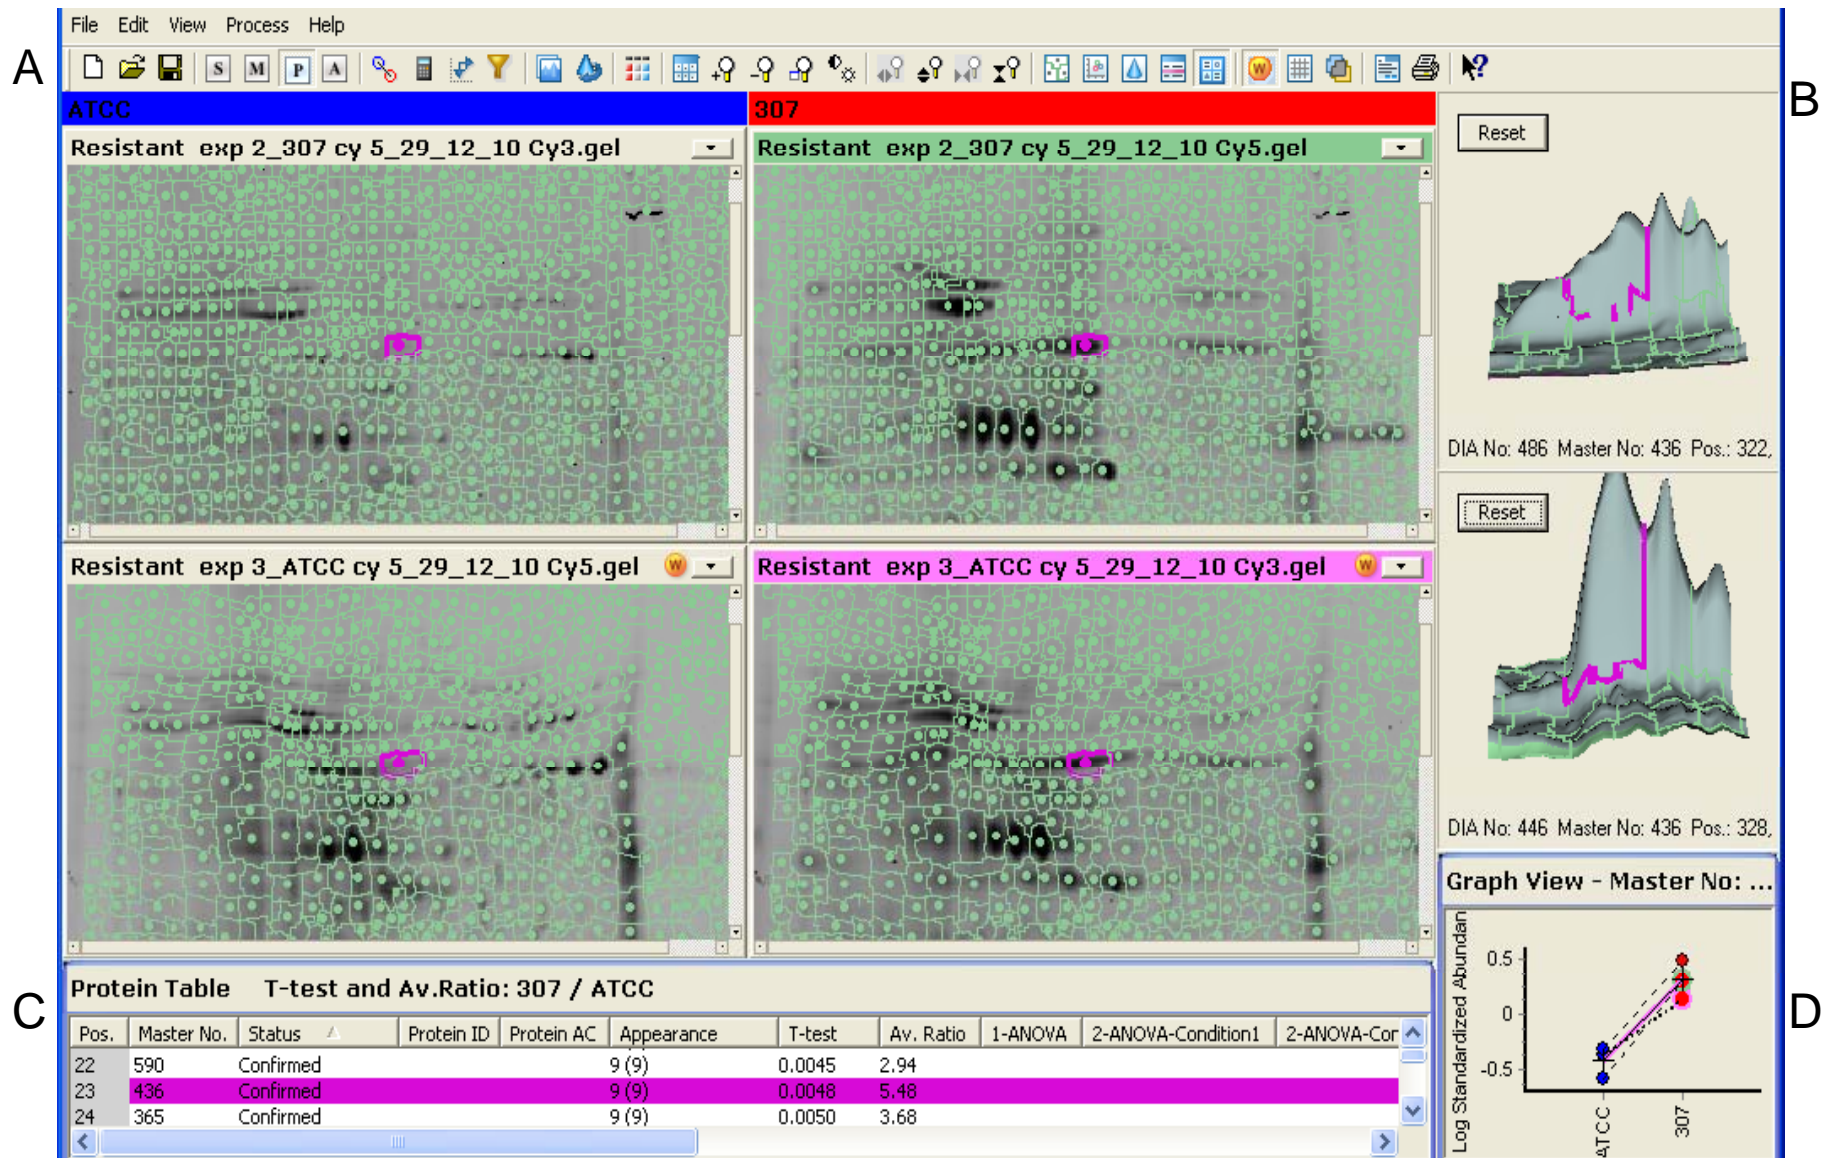 File Edit View Process Help
A
S M P A
W
B
ATCC
307
Resistant exp 2_307 cy 5_29_12_10 Cy3.gel
Resistant exp 2_307 cy 5_29_12_10 Cy5.gel
Reset
DIA No: 486 Master No: 436 Pos.: 322,
Resistant exp 3_ATCC cy 5_29_12_10 Cy5.gel W
Resistant exp 3_ATCC cy 5_29_12_10 Cy3.gel W
Reset
DIA No: 446 Master No: 436 Pos.: 328,
C
Protein Table T-test and Av.Ratio: 307 / ATCC
Pos. Master No. Status Protein ID Protein AC Appearance T-test Av. Ratio 1-ANOVA 2-ANOVA-Condition1 2-ANOVA-Cor
22 590 Confirmed 9 (9) 0.0045 2.94
23 436 Confirmed 9 (9) 0.0048 5.48
24 365 Confirmed 9 (9) 0.0050 3.68
D
Graph View - Master No: ...
Log Standardized Abundan
0.5
0
-0.5
ATCC
307